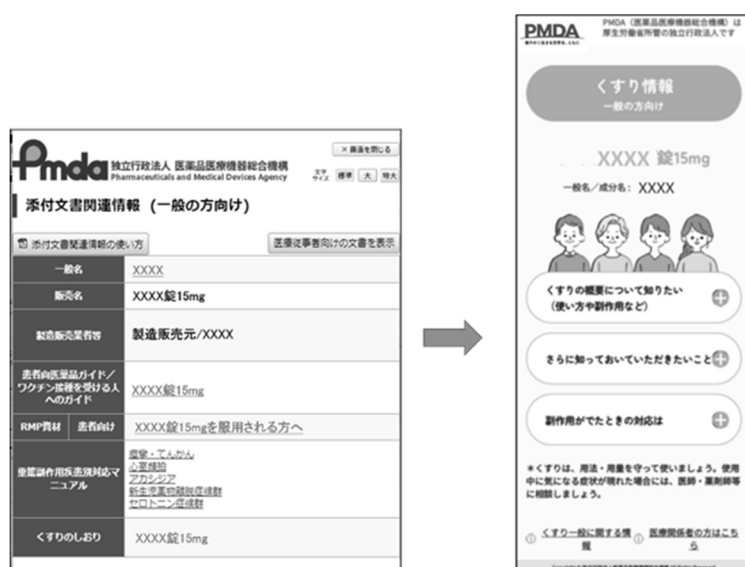 Pmda 独立行政法人 医薬品医療機器総合機構
Pharmaceuticals and Medical Devices Agency
× 画面を閉じる
文字サイズ 標準 大 特大
添付文書関連情報 (一般の方向け)
添付文書関連情報の使い方
医療従事者向けの文書を表示
一般名 XXXX
販売名 XXXX錠15mg
製造販売業者等 製造販売元/XXXX
患者向医薬品ガイド/
ワクチン接種を受ける人
へのガイド
XXXX錠15mg
RMP資材 患者向け XXXX錠15mgを服用される方へ
重篤副作用疾患別対応マ
ニュアル
痙攣・てんかん
心室頻拍
アカシジア
新生児薬物離脱症候群
セロトニン症候群
くすりのしおり XXXX錠15mg
PMDA
PMDA（医薬品医療機器総合機構）は
厚生労働省所管の独立行政法人です
くすり情報
一般の方向け
XXXX 錠15mg
一般名/成分名： XXXX
くすりの概要について知りたい
（使い方や副作用など）
さらに知っておいていただきたいこと
副作用がでたときの対応は
＊くすりは、用法・用量を守って使いましょう。使用
中に気になる症状が現れた場合には、医師・薬剤師等
に相談しましょう。
くすり一般に関する情
報
医療関係者の方はこち
ら